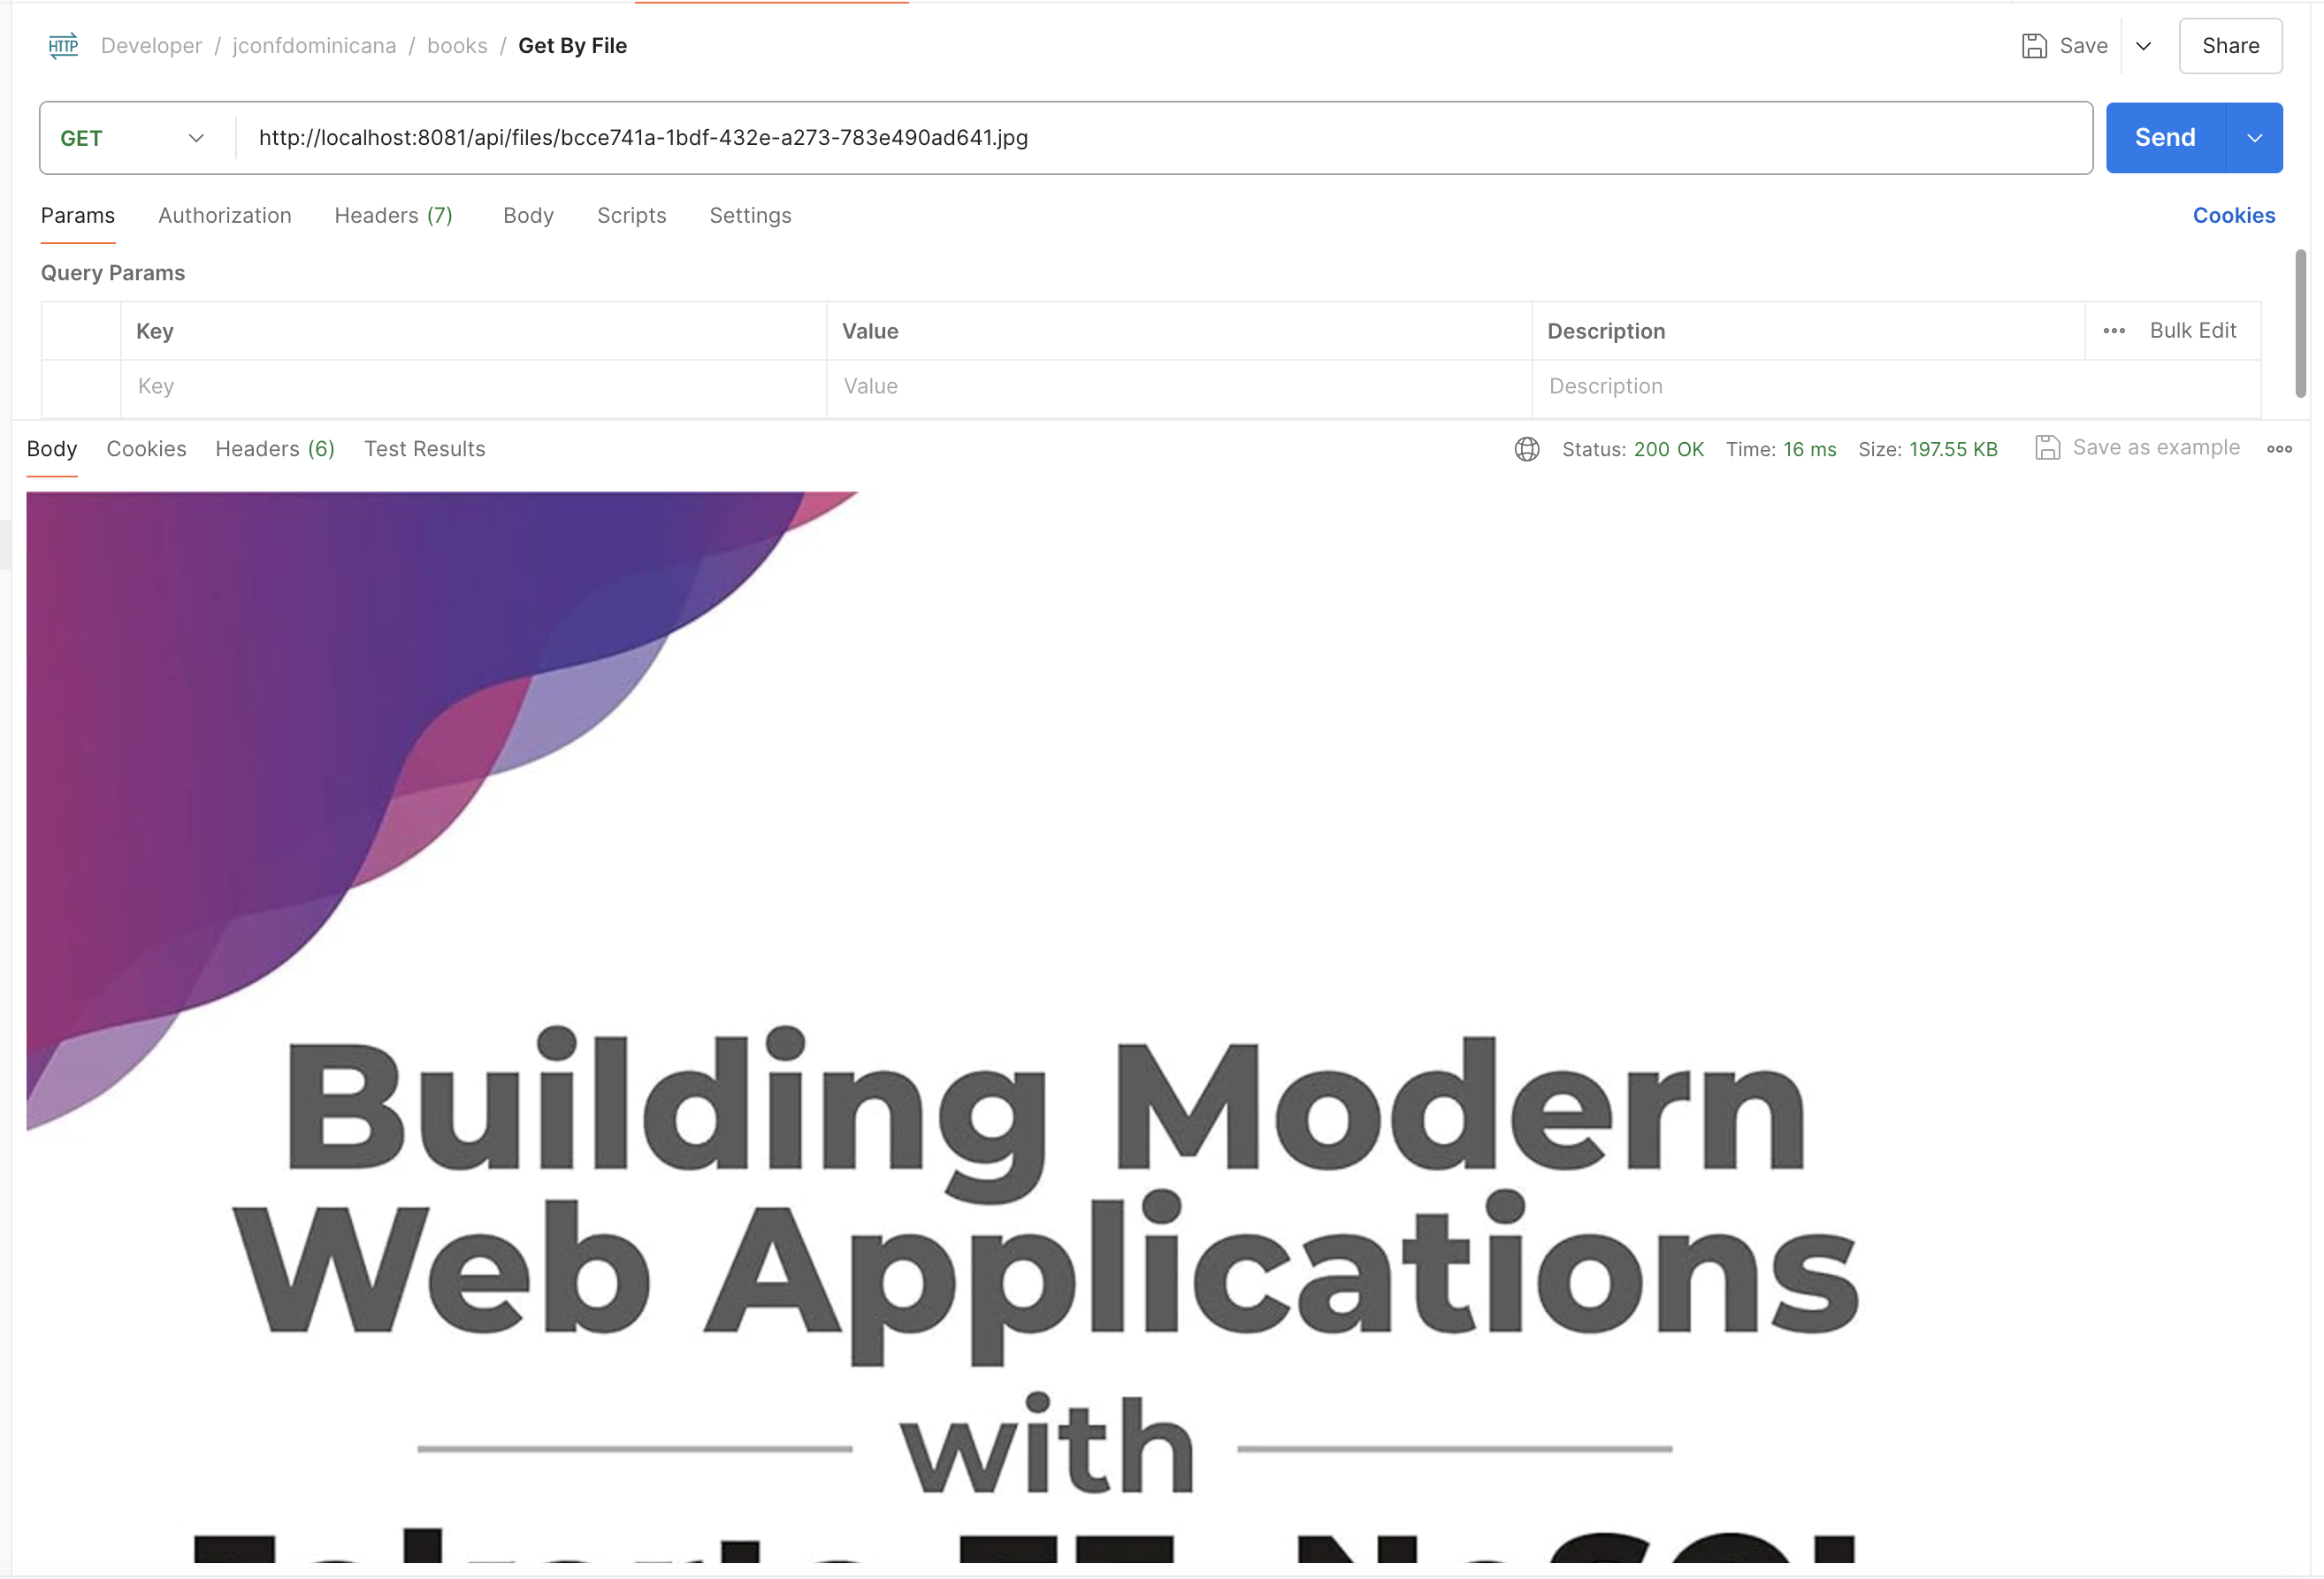 HTTP Developer / jconfdominicana / books / Get By File Save Share
GET http://localhost:8081/api/files/bcce741a-1bdf-432e-a273-783e490ad641.jpg Send
Params Authorization Headers (7) Body Scripts Settings Cookies
Query Params
Key Value Description Bulk Edit
Key Value Description
Body Cookies Headers (6) Test Results Status: 200 OK Time: 16 ms Size: 197.55 KB Save as example
Building Modern
Web Applications
with